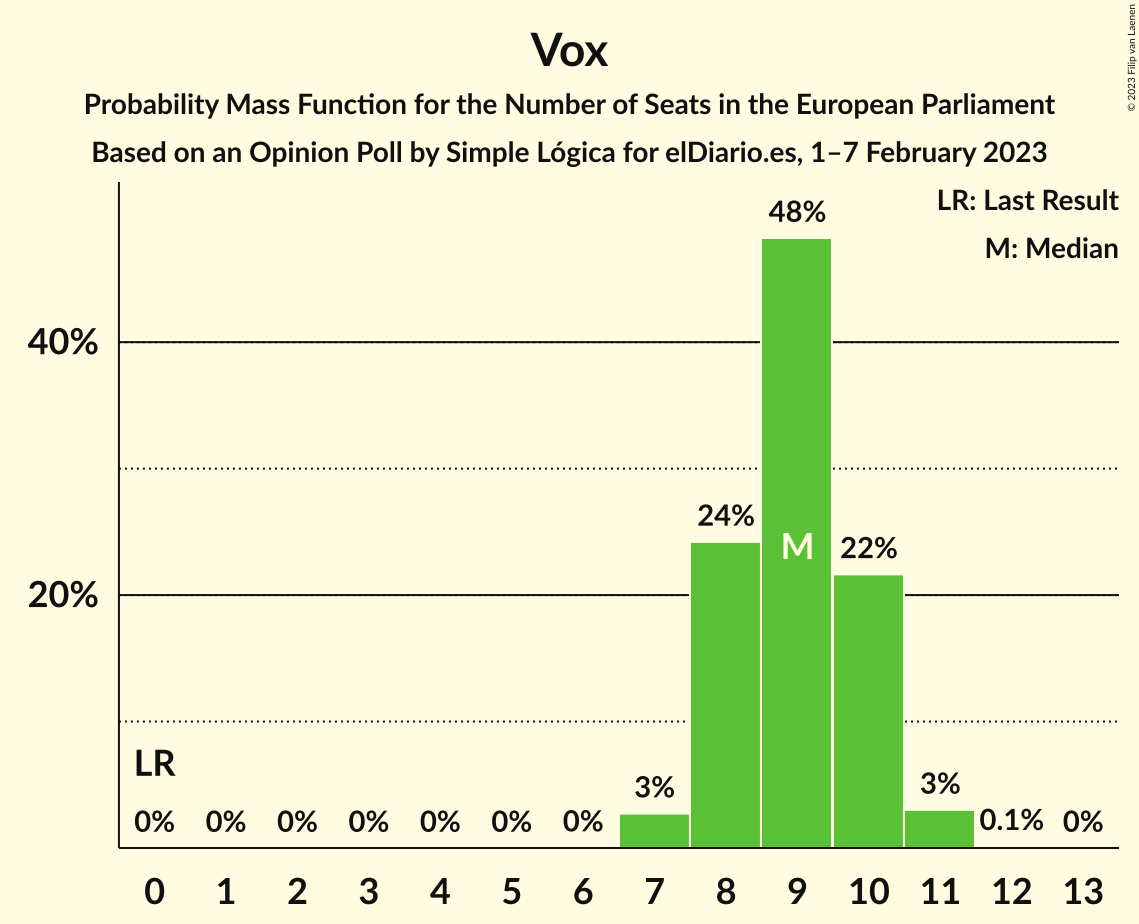 Vox
Probability Mass Function for the Number of Seats in the European Parliament
Based on an Opinion Poll by Simple Lógica for elDiario.es, 1–7 February 2023
© 2023 Filip van Laenen
LR: Last Result
M: Median
48%
40%
24%
M
22%
20%
LR
3%
3%
0% 0% 0% 0% 0% 0% 0% 0.1% 0%
0 1 2 3 4 5 6 7 8 9 10 11 12 13